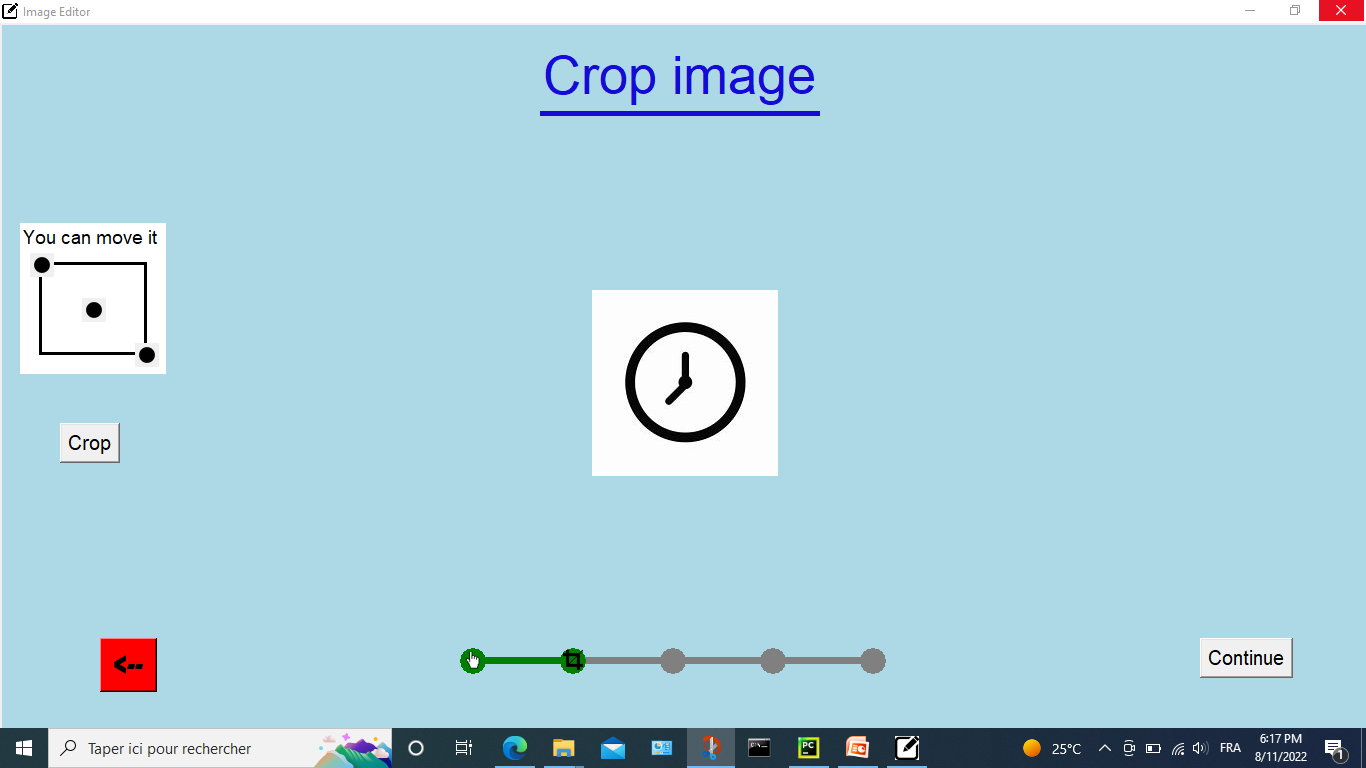 Image Editor
Crop image
You can move it
Crop
<--
Continue
Taper ici pour rechercher
25°C
FRA
6:17 PM
8/11/2022
1